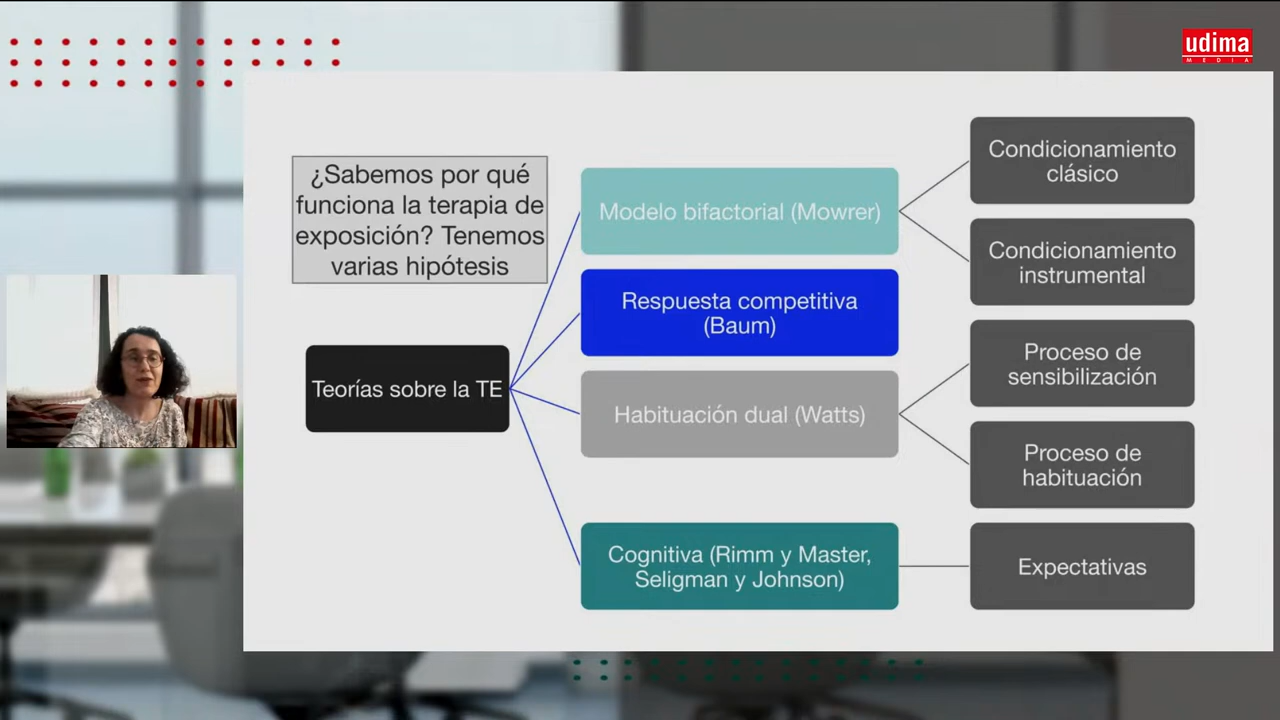 udima
MEDIA
¿Sabemos por qué
funciona la terapia de
exposición? Tenemos
varias hipótesis
Teorías sobre la TE
Modelo bifactorial (Mowrer)
Respuesta competitiva
(Baum)
Habituación dual (Watts)
Cognitiva (Rimm y Master,
Seligman y Johnson)
Condicionamiento
clásico
Condicionamiento
instrumental
Proceso de
sensibilización
Proceso de
habituación
Expectativas